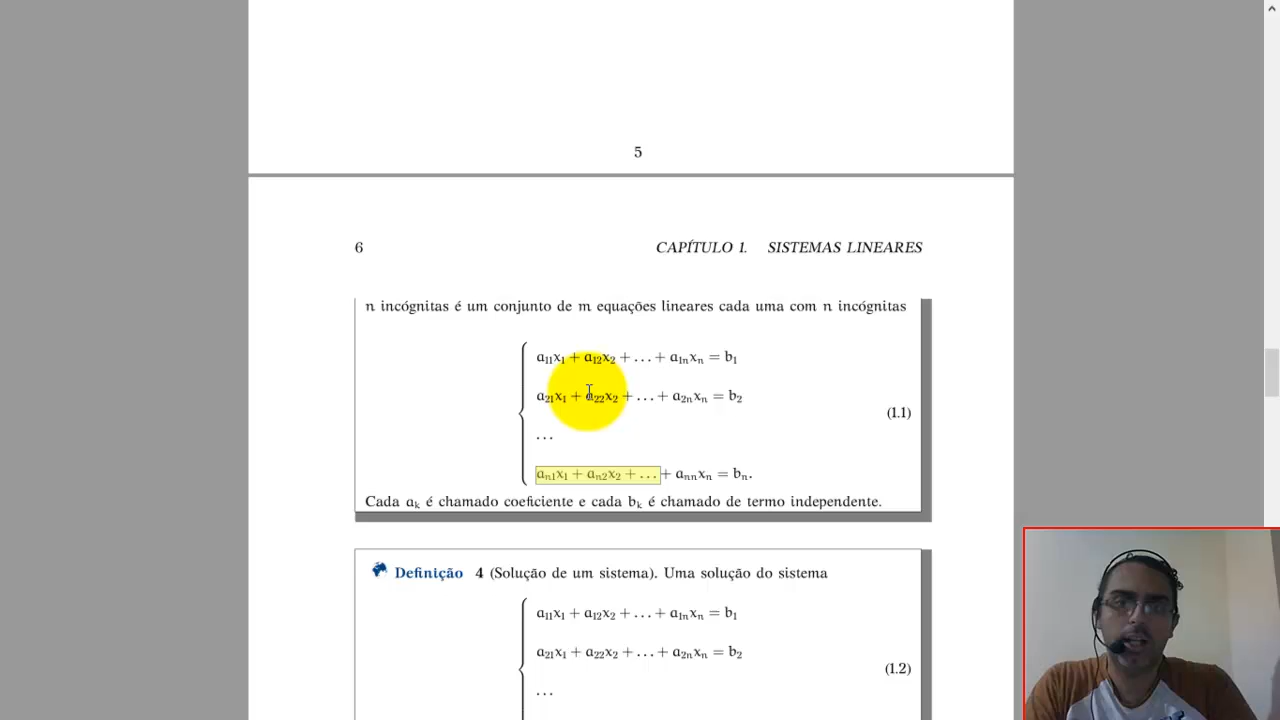 5
6 CAPÍTULO 1. SISTEMAS LINEARES
n incógnitas é um conjunto de m equações lineares cada uma com n incógnitas
a₁₁x₁ + a₁₂x₂ + ... + a₁ₙxₙ = b₁
a₂₁x₁ + a₂₂x₂ + ... + a₂ₙxₙ = b₂
(1.1)
...
aₙ₁x₁ + aₙ₂x₂ + ... + aₙₙxₙ = bₙ.
Cada aₖ é chamado coeficiente e cada bₖ é chamado de termo independente.
Definição 4 (Solução de um sistema). Uma solução do sistema
a₁₁x₁ + a₁₂x₂ + ... + a₁ₙxₙ = b₁
a₂₁x₁ + a₂₂x₂ + ... + a₂ₙxₙ = b₂
(1.2)
...